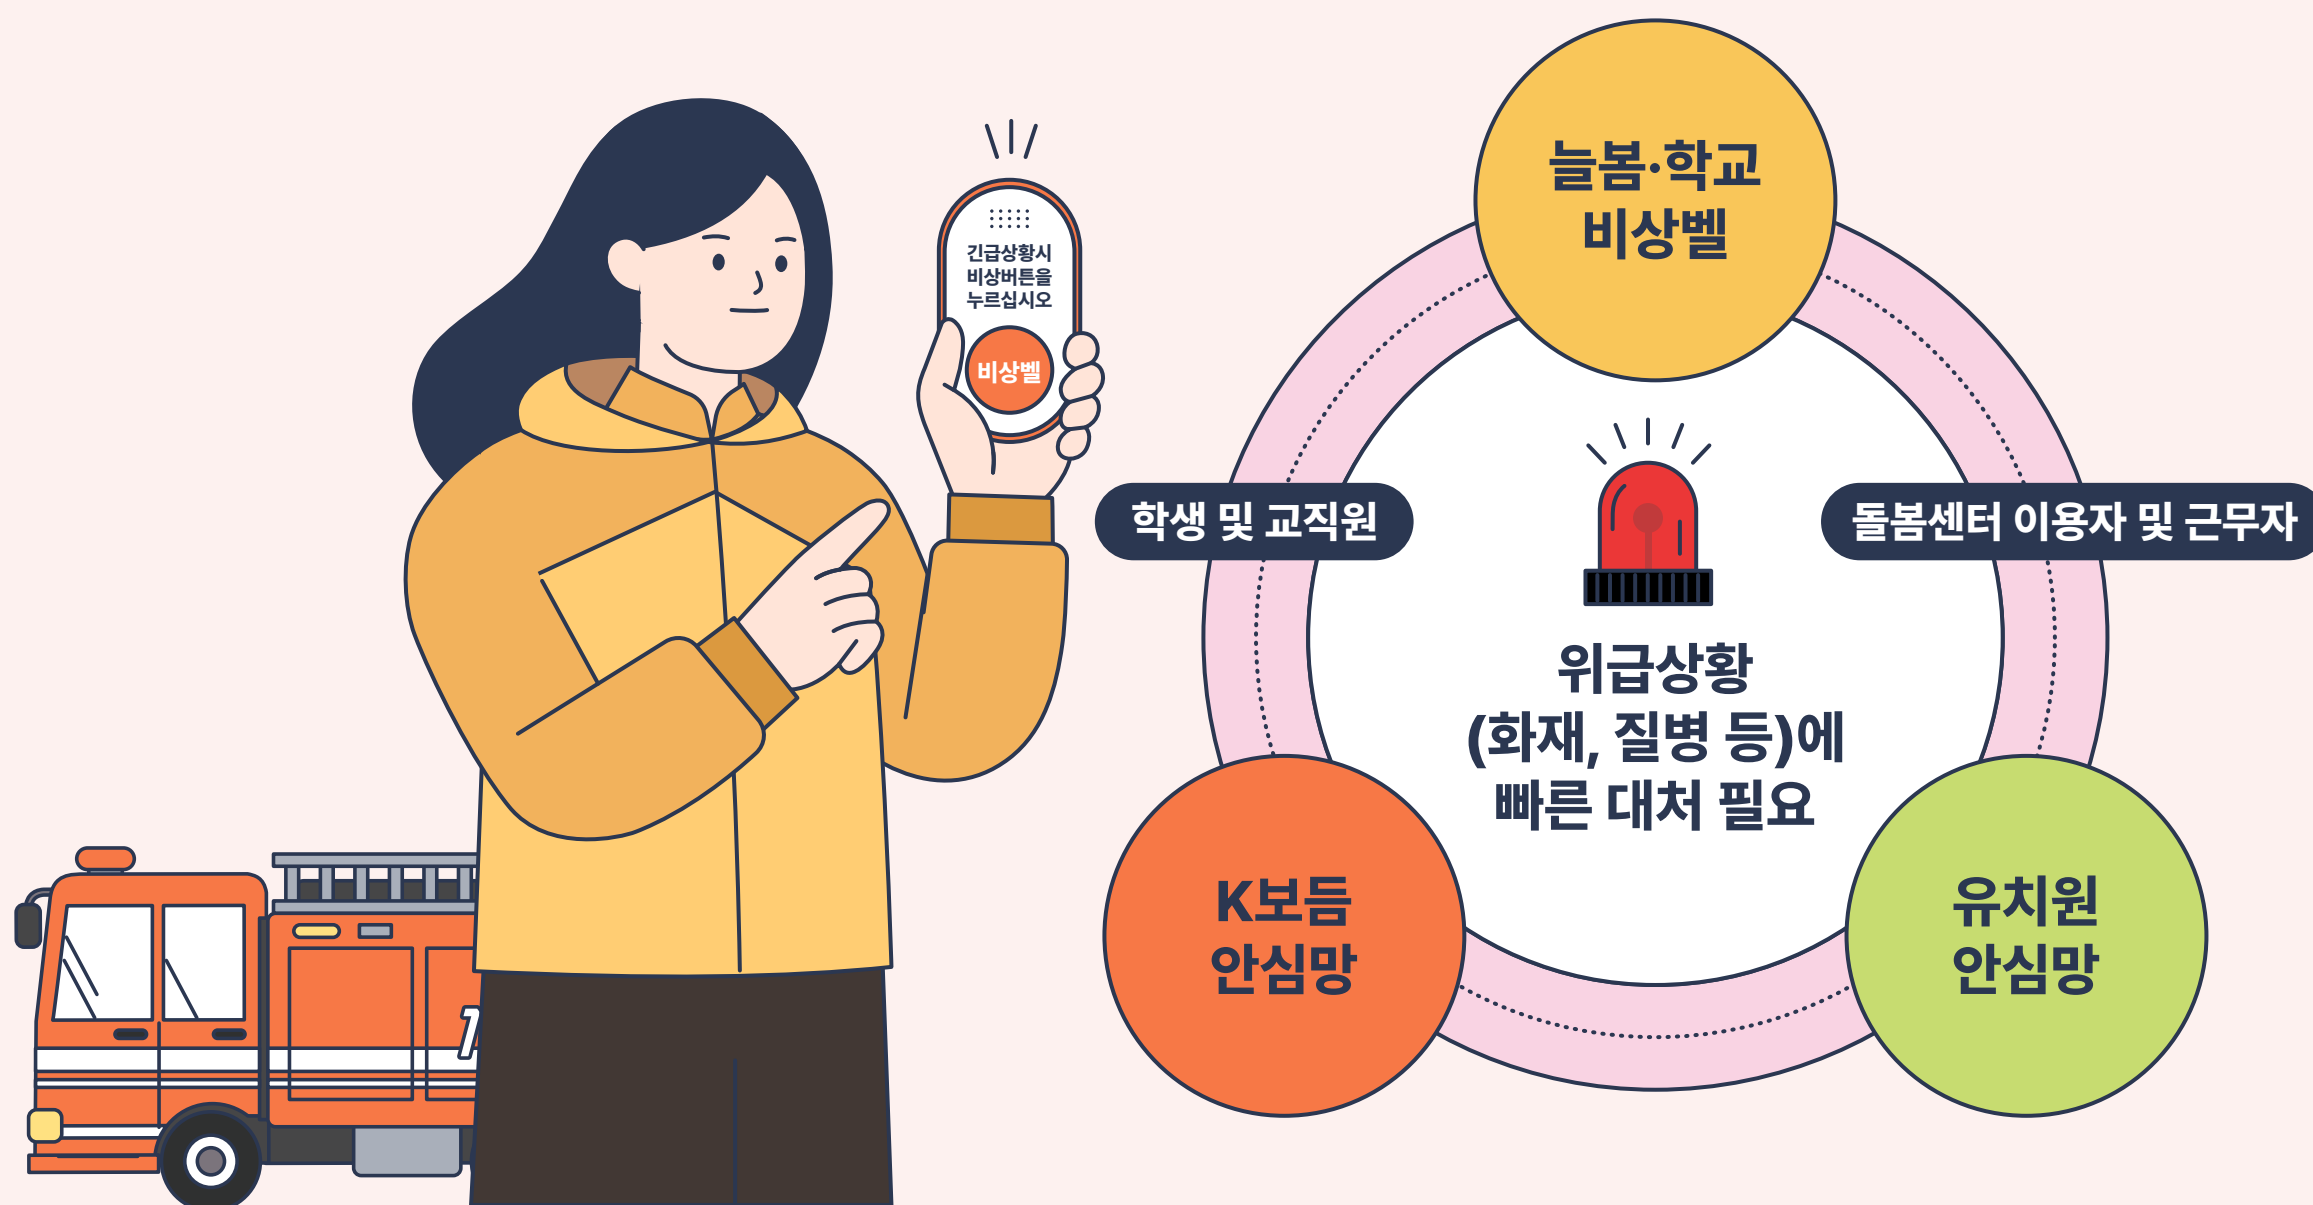 긴급상황시
비상버튼을
누르십시오
비상벨
늘봄·학교
비상벨
학생 및 교직원
돌봄센터 이용자 및 근무자
위급상황
(화재, 질병 등)에
빠른 대처 필요
K보듬
안심망
유치원
안심망
1